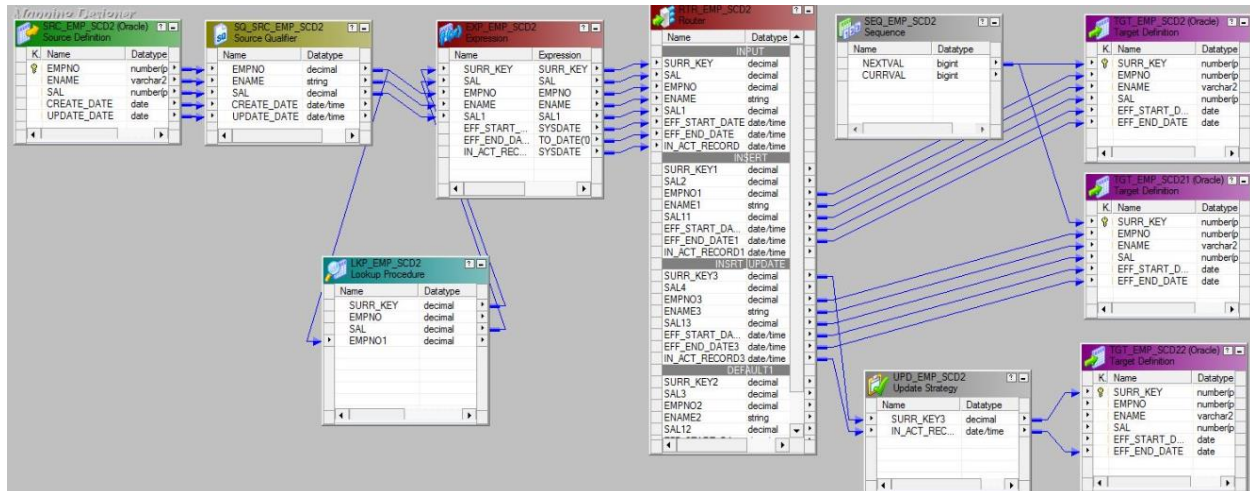 Mapping Designer
SRC_EMP_SCD2 (Oracle)
Source Definition
K. Name Datatype
EMPNO number(p
ENAME varchar2
SAL number(p
CREATE_DATE date
UPDATE_DATE date
SQ_SRC_EMP_SCD2
Source Qualifier
Name Datatype
EMPNO decimal
ENAME string
SAL decimal
CREATE_DATE date/time
UPDATE_DATE date/time
EXP_EMP_SCD2
Expression
Name Expression
SURR_KEY SURR_KEY
SAL SAL
EMPNO EMPNO
ENAME ENAME
SAL1 SAL1
EFF_START_... SYSDATE
EFF_END_DA... TO_DATE('0
IN_ACT_REC... SYSDATE
LKP_EMP_SCD2
Lookup Procedure
Name Datatype
SURR_KEY decimal
EMPNO decimal
SAL decimal
EMPNO1 decimal
RTR_EMP_SCD2
Router
Name Datatype
INPUT
SURR_KEY decimal
SAL decimal
EMPNO decimal
ENAME string
SAL1 decimal
EFF_START_DATE date/time
EFF_END_DATE date/time
IN_ACT_RECORD date/time
INSERT
SURR_KEY1 decimal
SAL2 decimal
EMPNO1 decimal
ENAME1 string
SAL11 decimal
EFF_START_DA... date/time
EFF_END_DATE1 date/time
IN_ACT_RECORD1 date/time
INSRT_UPDATE
SURR_KEY3 decimal
SAL4 decimal
EMPNO3 decimal
ENAME3 string
SAL13 decimal
EFF_START_DA... date/time
EFF_END_DATE3 date/time
IN_ACT_RECORD3 date/time
DEFAULT1
SURR_KEY2 decimal
SAL3 decimal
EMPNO2 decimal
ENAME2 string
SAL12 decimal
SEQ_EMP_SCD2
Sequence
Name Datatype
NEXTVAL bigint
CURRVAL bigint
TGT_EMP_SCD2 (Oracle)
Target Definition
K. Name Datatype
SURR_KEY number(p
EMPNO number(p
ENAME varchar2
SAL number(p
EFF_START_D... date
EFF_END_DATE date
TGT_EMP_SCD21 (Oracle)
Target Definition
K. Name Datatype
SURR_KEY number(p
EMPNO number(p
ENAME varchar2
SAL number(p
EFF_START_D... date
EFF_END_DATE date
UPD_EMP_SCD2
Update Strategy
Name Datatype
SURR_KEY3 decimal
IN_ACT_REC... date/time
TGT_EMP_SCD22 (Oracle)
Target Definition
K. Name Datatype
SURR_KEY number(p
EMPNO number(p
ENAME varchar2
SAL number(p
EFF_START_D... date
EFF_END_DATE date